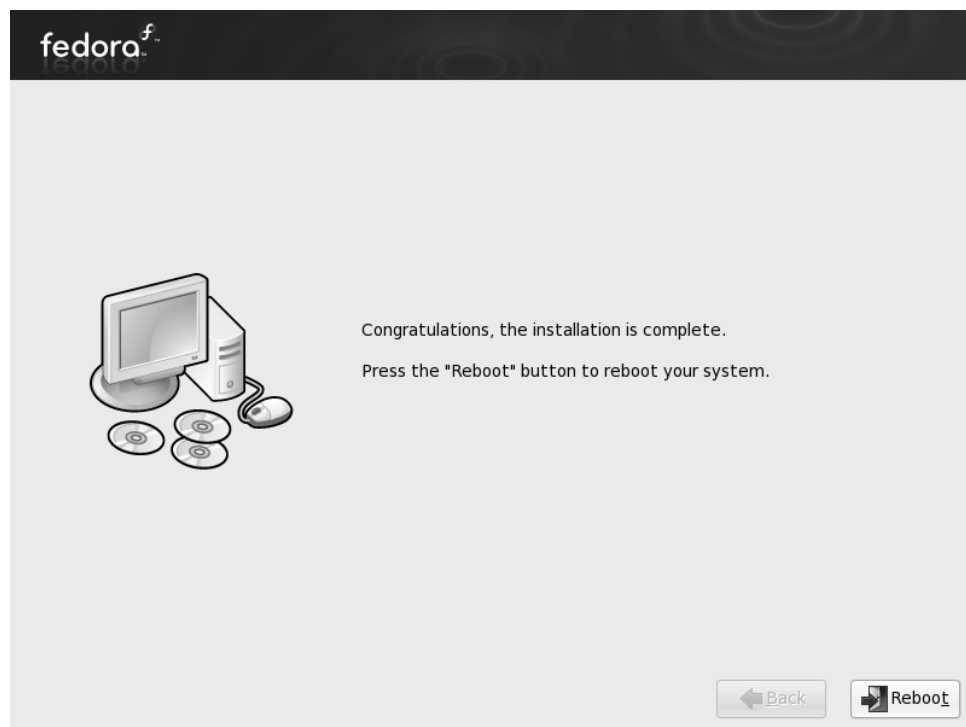 fedora
Congratulations, the installation is complete.
Press the "Reboot" button to reboot your system.
Back
Reboot